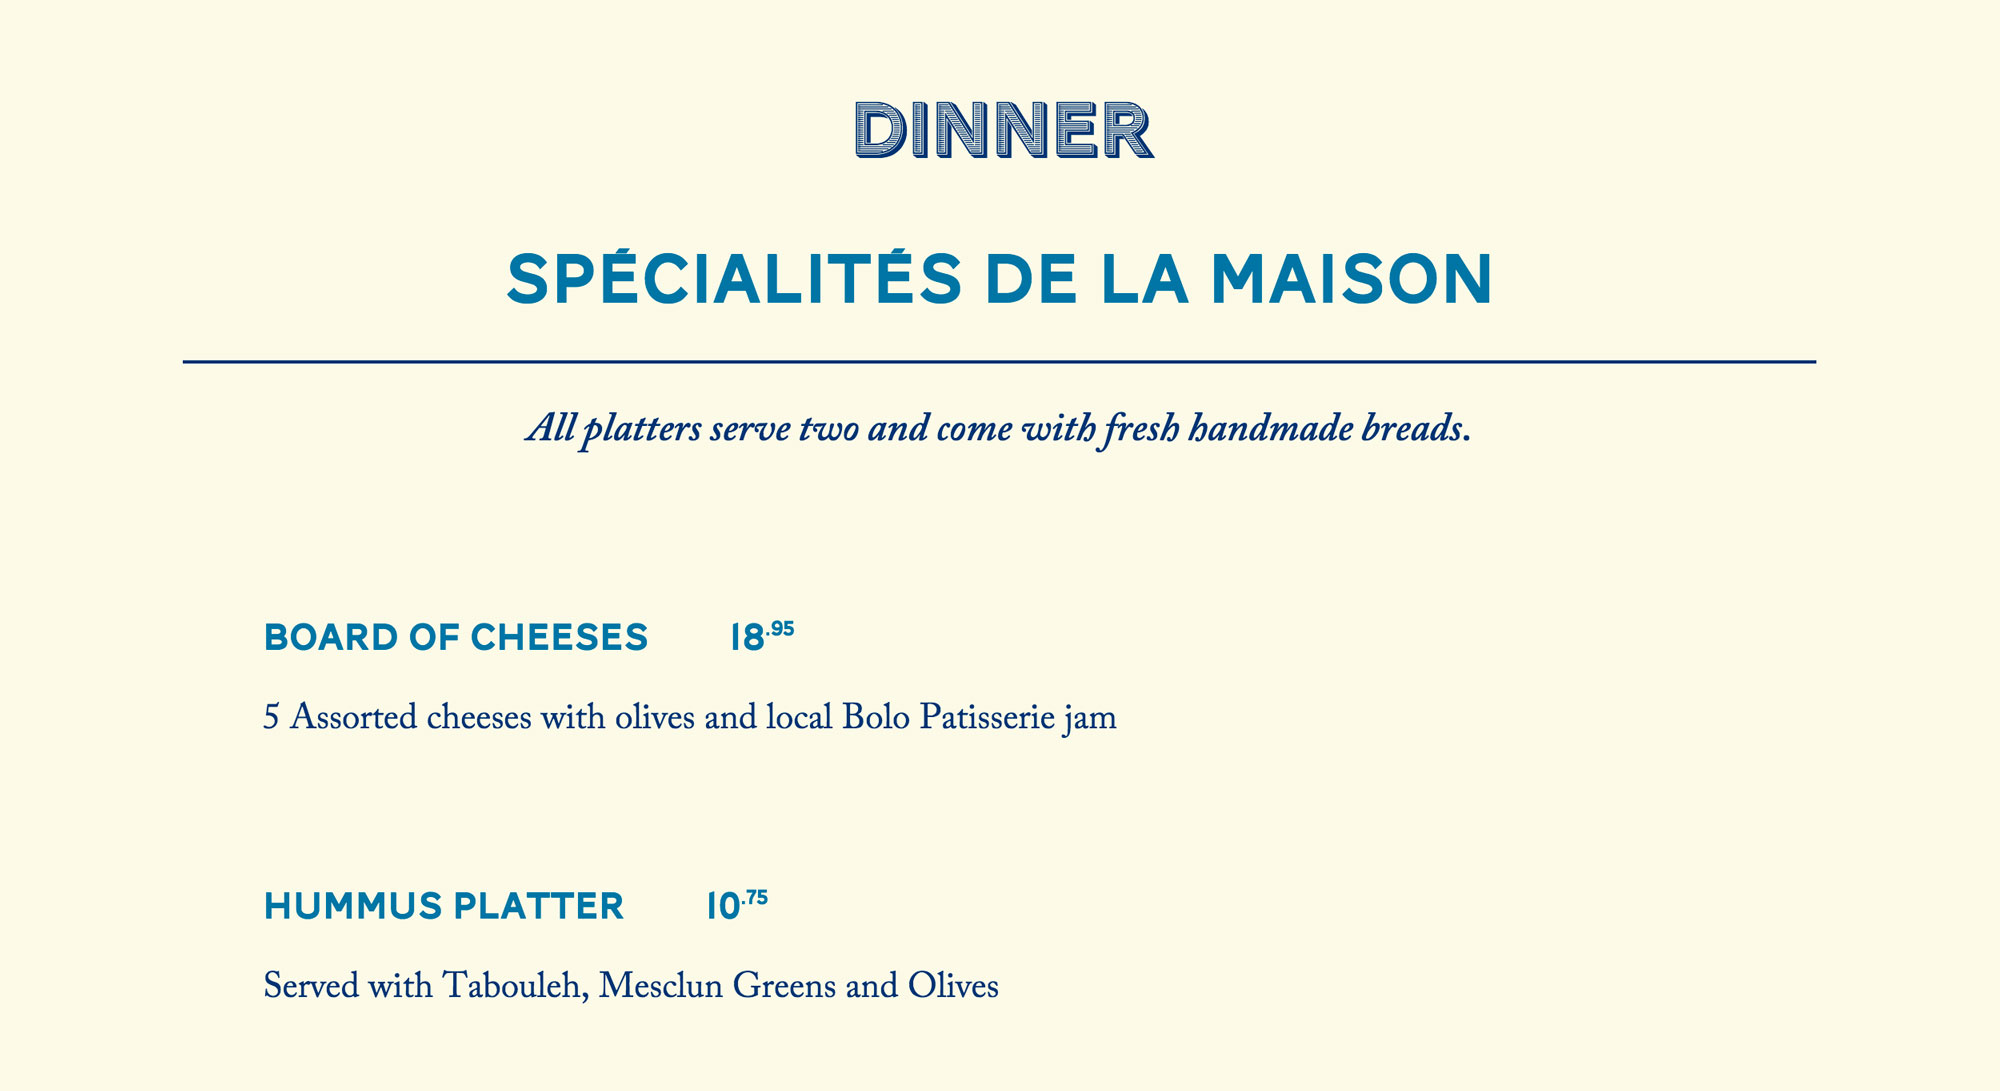 DINNER
SPÉCIALITÉS DE LA MAISON
All platters serve two and come with fresh handmade breads.
BOARD OF CHEESES 18.95
5 Assorted cheeses with olives and local Bolo Patisserie jam
HUMMUS PLATTER 10.75
Served with Tabouleh, Mesclun Greens and Olives